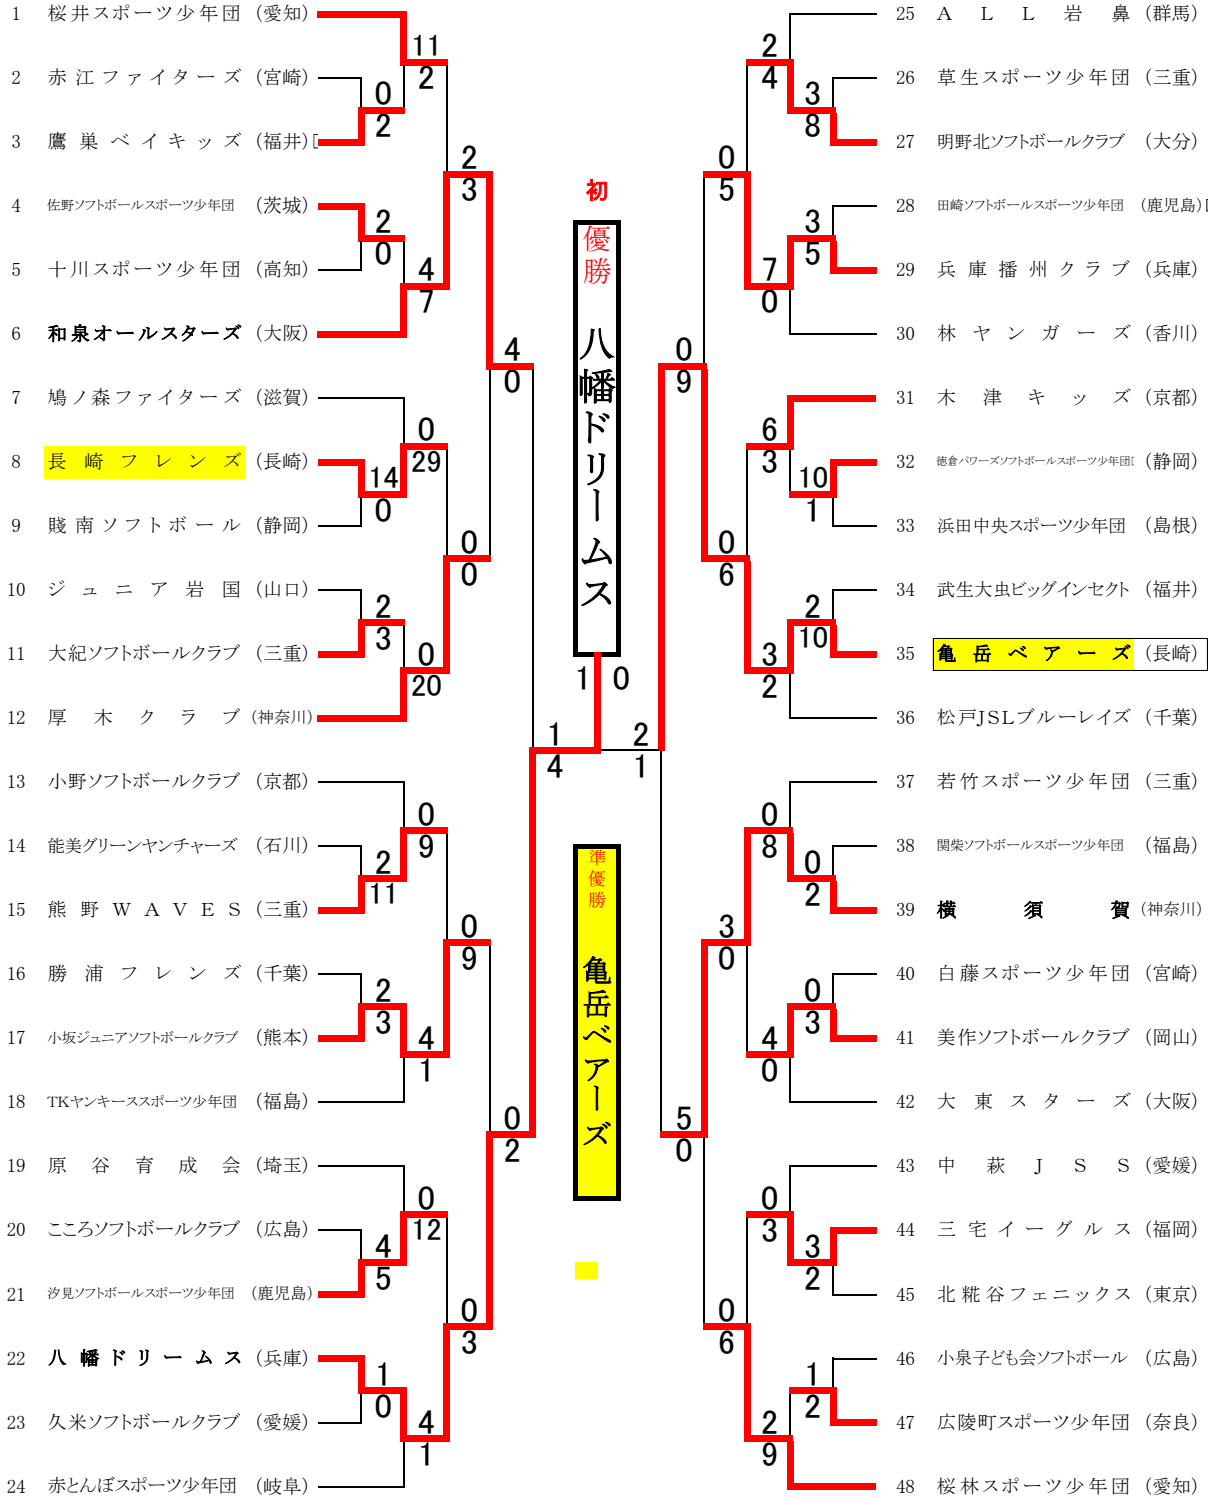 1 桜井スポーツ少年団 (愛知)
11
2
2 赤江ファイターズ (宮崎)
0
2
3 鷹巣ベイキッズ (福井)
2
3
4 佐野ソフトボールスポーツ少年団 (茨城)
2
0
5 十川スポーツ少年団 (高知)
4
7
6 和泉オールスターズ (大阪)
4
0
7 鳩ノ森ファイターズ (滋賀)
0
29
8 長崎フレンズ (長崎)
14
0
9 賤南ソフトボール (静岡)
0
0
10 ジュニア岩国 (山口)
2
3
11 大紀ソフトボールクラブ (三重)
0
20
12 厚木クラブ (神奈川)
1
4
13 小野ソフトボールクラブ (京都)
0
9
14 能美グリーンヤンチャーズ (石川)
2
11
15 熊野WAVES (三重)
0
9
16 勝浦フレンズ (千葉)
2
3
17 小坂ジュニアソフトボールクラブ (熊本)
4
1
18 TKヤンキーススポーツ少年団 (福島)
0
2
19 原谷育成会 (埼玉)
0
12
20 こころソフトボールクラブ (広島)
4
5
21 汐見ソフトボールスポーツ少年団 (鹿児島)
0
3
22 八幡ドリームス (兵庫)
1
0
23 久米ソフトボールクラブ (愛媛)
4
1
24 赤とんぼスポーツ少年団 (岐阜)
初
優勝 八幡ドリームス
1 0
準優勝 亀岳ベアーズ
25 ALL岩鼻 (群馬)
2
4
26 草生スポーツ少年団 (三重)
3
8
27 明野北ソフトボールクラブ (大分)
0
5
28 田崎ソフトボールスポーツ少年団 (鹿児島)
3
5
29 兵庫播州クラブ (兵庫)
7
0
30 林ヤンガーズ (香川)
0
9
31 木津キッズ (京都)
6
3
32 徳倉パワーズソフトボールスポーツ少年団 (静岡)
10
1
33 浜田中央スポーツ少年団 (島根)
0
6
34 武生大虫ビッグインセクト (福井)
2
10
35 亀岳ベアーズ (長崎)
3
2
36 松戸JSLブルーレイズ (千葉)
2
1
37 若竹スポーツ少年団 (三重)
0
8
38 関柴ソフトボールスポーツ少年団 (福島)
0
2
39 横須賀 (神奈川)
3
0
40 白藤スポーツ少年団 (宮崎)
0
3
41 美作ソフトボールクラブ (岡山)
4
0
42 大東スターズ (大阪)
5
0
43 中萩JSS (愛媛)
0
3
44 三宅イーグルス (福岡)
3
2
45 北糀谷フェニックス (東京)
0
6
46 小泉子ども会ソフトボール (広島)
1
2
47 広陵町スポーツ少年団 (奈良)
2
9
48 桜林スポーツ少年団 (愛知)